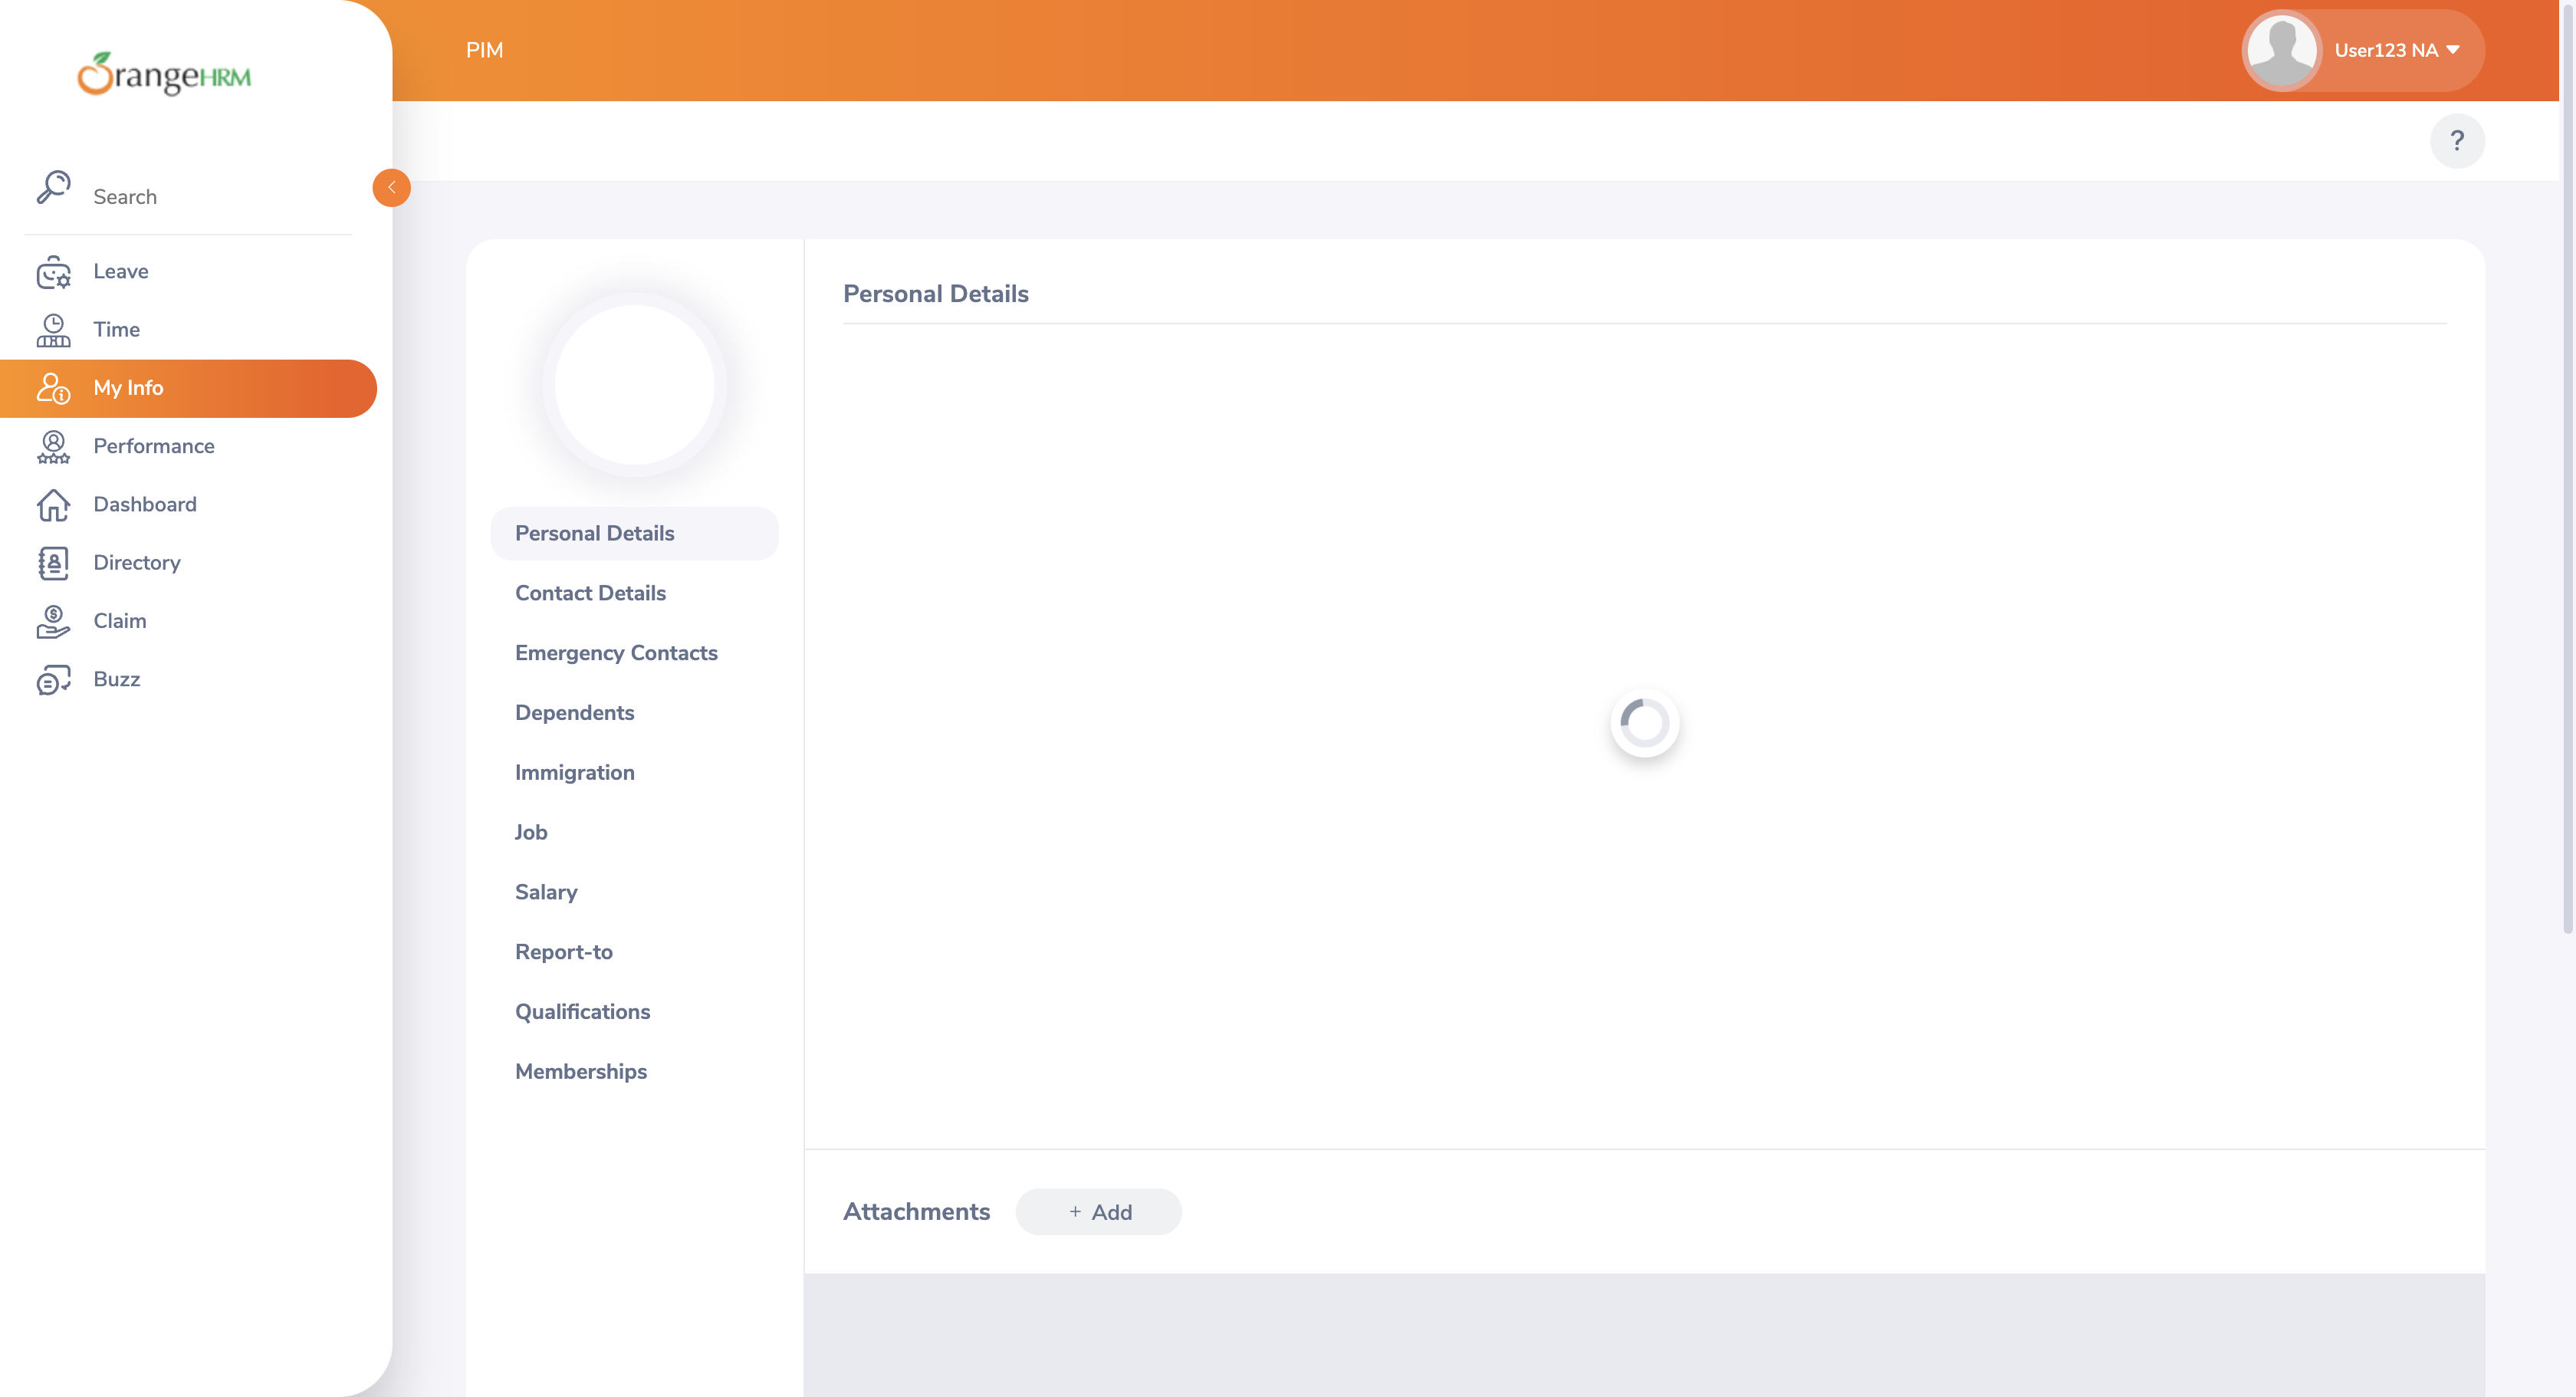 OrangeHRM
PIM
User123 NA
?
Search
Leave
Time
My Info
Performance
Dashboard
Directory
Claim
Buzz
Personal Details
Contact Details
Emergency Contacts
Dependents
Immigration
Job
Salary
Report-to
Qualifications
Memberships
Personal Details
Attachments
+ Add